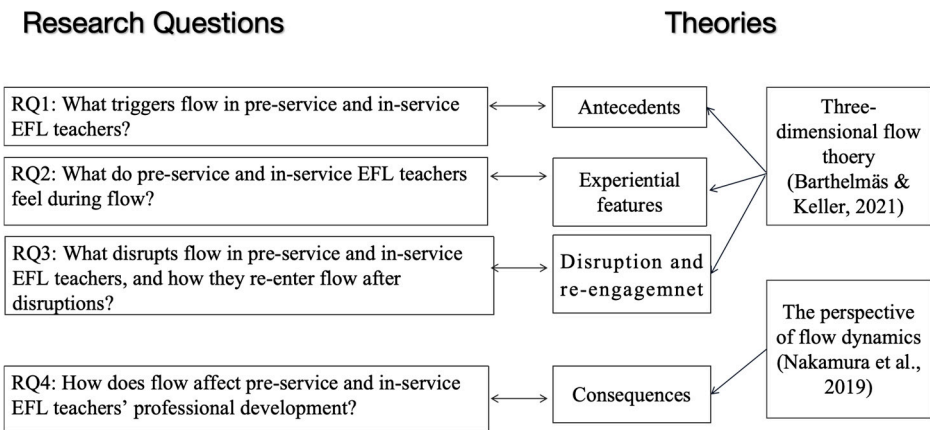 Research Questions
Theories
RQ1: What triggers flow in pre-service and in-service
EFL teachers?
Antecedents
Three-
dimensional flow
thoery
(Barthelmäs &
Keller, 2021)
RQ2: What do pre-service and in-service EFL teachers
feel during flow?
Experiential
features
RQ3: What disrupts flow in pre-service and in-service
EFL teachers, and how they re-enter flow after
disruptions?
Disruption and
re-engagemnet
The perspective
of flow dynamics
(Nakamura et al.,
2019)
RQ4: How does flow affect pre-service and in-service
EFL teachers’ professional development?
Consequences